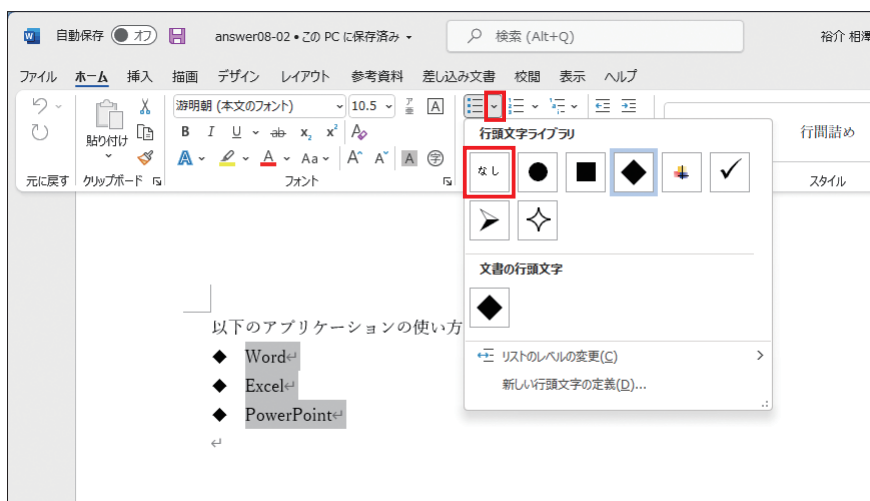 自動保存 オフ answer08-02 • この PC に保存済み 検索 (Alt+Q) 裕介 相澤
ファイル ホーム 挿入 描画 デザイン レイアウト 参考資料 差し込み文書 校閲 表示 ヘルプ
游明朝 (本文のフォント) 10.5 ア亜 A
貼り付け B I U ab x₂ x² A 行間詰め
A A Aa A^ A˅ A 字
元に戻す クリップボード フォント スタイル
行頭文字ライブラリ
なし
文書の行頭文字
リストのレベルの変更(C)
新しい行頭文字の定義(D)...
以下のアプリケーションの使い方
◆ Word↵
◆ Excel↵
◆ PowerPoint↵
↵